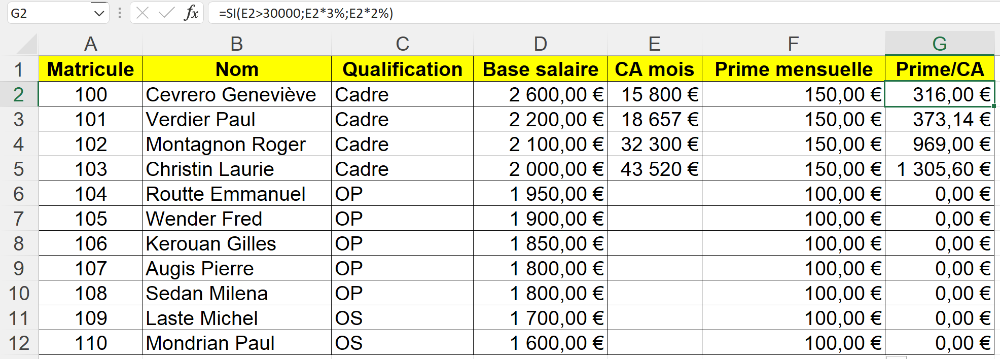 G2 fx =SI(E2>30000;E2*3%;E2*2%)
A B C D E F G
1 Matricule Nom Qualification Base salaire CA mois Prime mensuelle Prime/CA
2 100 Cevrero Geneviève Cadre 2 600,00 € 15 800 € 150,00 € 316,00 €
3 101 Verdier Paul Cadre 2 200,00 € 18 657 € 150,00 € 373,14 €
4 102 Montagnon Roger Cadre 2 100,00 € 32 300 € 150,00 € 969,00 €
5 103 Christin Laurie Cadre 2 000,00 € 43 520 € 150,00 € 1 305,60 €
6 104 Routte Emmanuel OP 1 950,00 € 100,00 € 0,00 €
7 105 Wender Fred OP 1 900,00 € 100,00 € 0,00 €
8 106 Kerouan Gilles OP 1 850,00 € 100,00 € 0,00 €
9 107 Augis Pierre OP 1 800,00 € 100,00 € 0,00 €
10 108 Sedan Milena OP 1 800,00 € 100,00 € 0,00 €
11 109 Laste Michel OS 1 700,00 € 100,00 € 0,00 €
12 110 Mondrian Paul OS 1 600,00 € 100,00 € 0,00 €